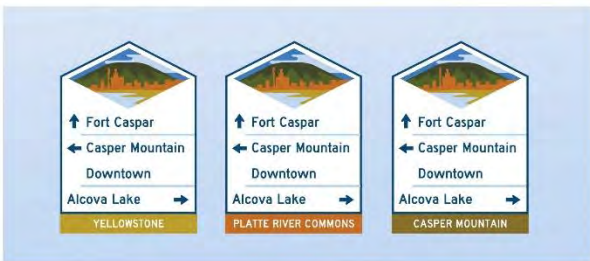 Fort Caspar
Casper Mountain
Downtown
Alcova Lake
YELLOWSTONE
Fort Caspar
Casper Mountain
Downtown
Alcova Lake
PLATTE RIVER COMMONS
Fort Caspar
Casper Mountain
Downtown
Alcova Lake
CASPER MOUNTAIN